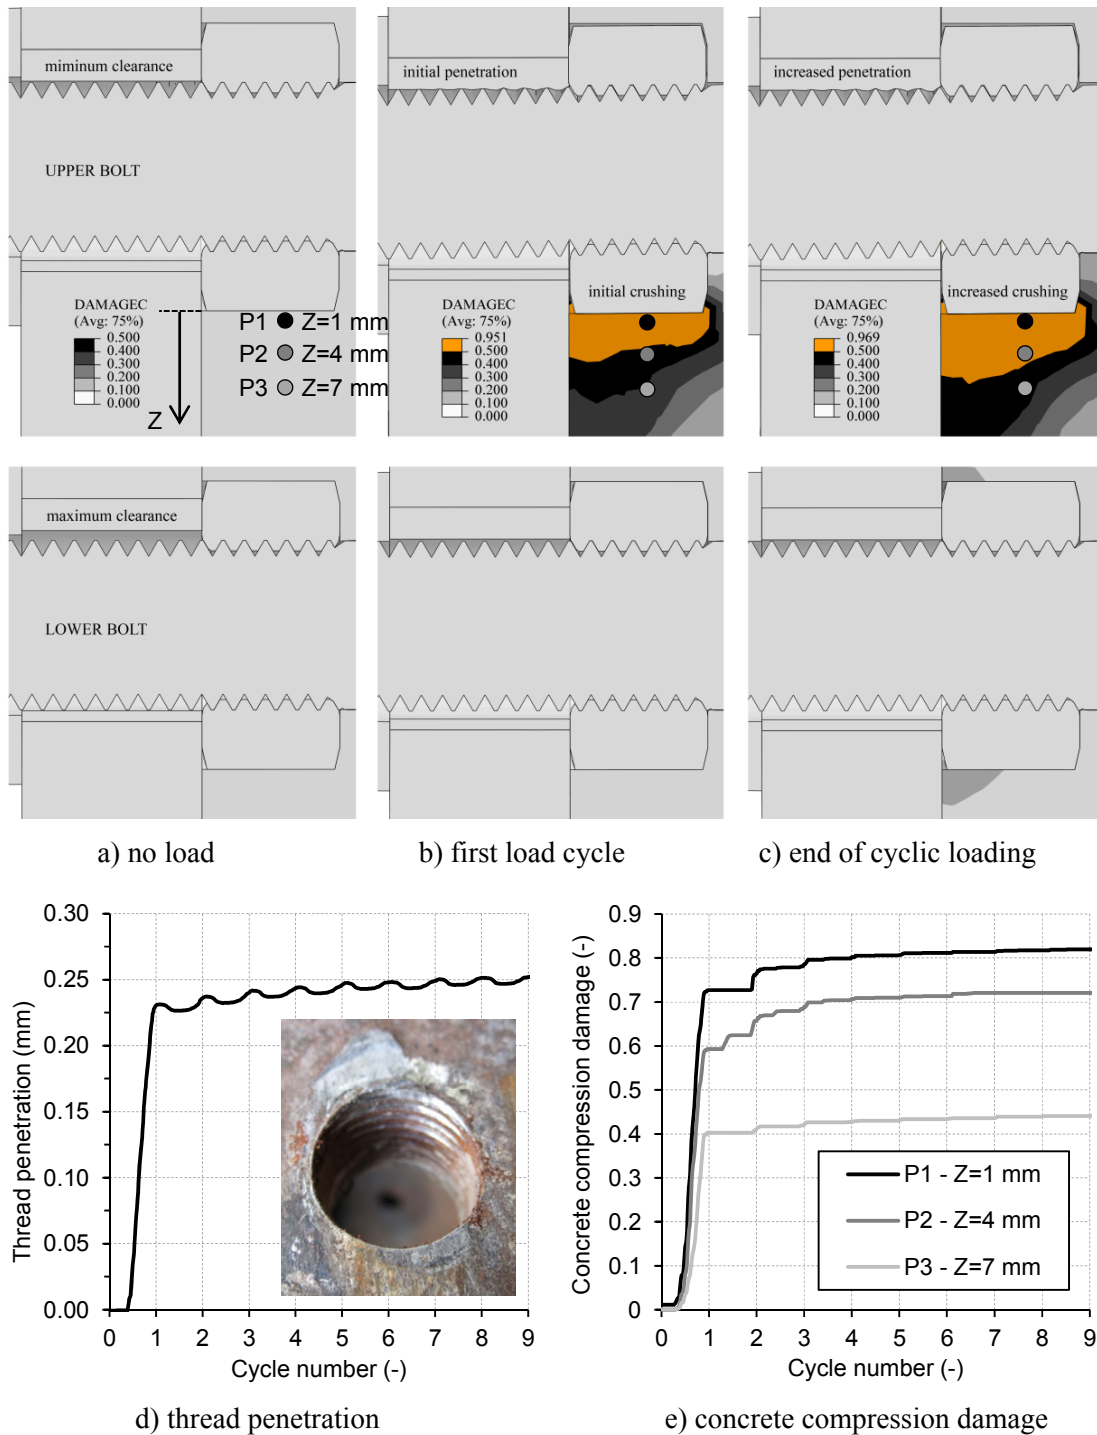 miminum clearance
UPPER BOLT
DAMAGEC
(Avg: 75%)
0.500
0.400
0.300
0.200
0.100
0.000
P1 Z=1 mm
P2 Z=4 mm
P3 Z=7 mm
Z
initial penetration
initial crushing
DAMAGEC
(Avg: 75%)
0.951
0.500
0.400
0.300
0.200
0.100
0.000
increased penetration
increased crushing
DAMAGEC
(Avg: 75%)
0.969
0.500
0.400
0.300
0.200
0.100
0.000
maximum clearance
LOWER BOLT
a) no load
b) first load cycle
c) end of cyclic loading
Thread penetration (mm)
0.30
0.25
0.20
0.15
0.10
0.05
0.00
0 1 2 3 4 5 6 7 8 9
Cycle number (-)
d) thread penetration
Concrete compression damage (-)
0.9
0.8
0.7
0.6
0.5
0.4
0.3
0.2
0.1
0
P1 - Z=1 mm
P2 - Z=4 mm
P3 - Z=7 mm
0 1 2 3 4 5 6 7 8 9
Cycle number (-)
e) concrete compression damage